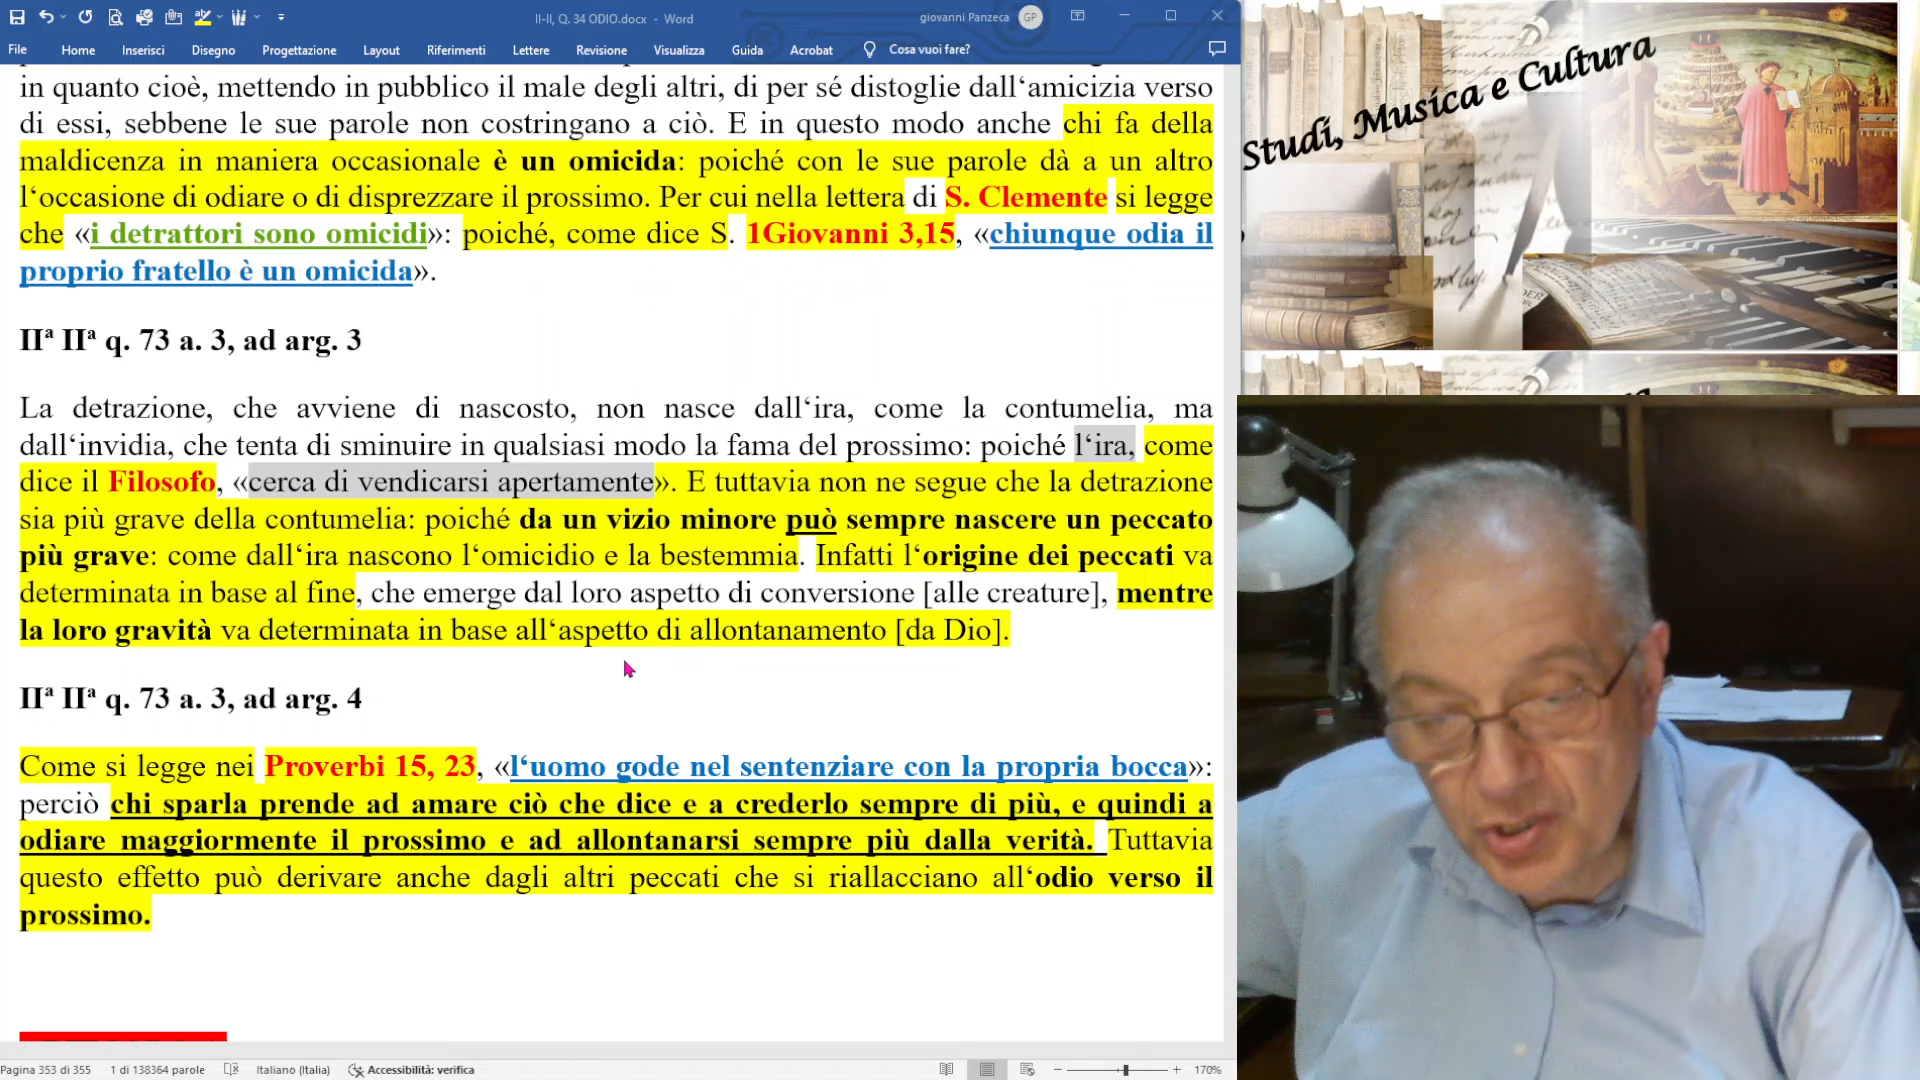 II-II, Q. 34 ODIO.docx - Word
giovanni Panzeca GP
File Home Inserisci Disegno Progettazione Layout Riferimenti Lettere Revisione Visualizza Guida Acrobat Cosa vuoi fare?
in quanto cioè, mettendo in pubblico il male degli altri, di per sé distoglie dall‘amicizia verso
di essi, sebbene le sue parole non costringano a ciò. E in questo modo anche chi fa della
maldicenza in maniera occasionale è un omicida: poiché con le sue parole dà a un altro
l‘occasione di odiare o di disprezzare il prossimo. Per cui nella lettera di S. Clemente si legge
che «i detrattori sono omicidi»: poiché, come dice S. 1Giovanni 3,15, «chiunque odia il
proprio fratello è un omicida».
IIª IIª q. 73 a. 3, ad arg. 3
La detrazione, che avviene di nascosto, non nasce dall‘ira, come la contumelia, ma
dall‘invidia, che tenta di sminuire in qualsiasi modo la fama del prossimo: poiché l‘ira, come
dice il Filosofo, «cerca di vendicarsi apertamente». E tuttavia non ne segue che la detrazione
sia più grave della contumelia: poiché da un vizio minore può sempre nascere un peccato
più grave: come dall‘ira nascono l‘omicidio e la bestemmia. Infatti l‘origine dei peccati va
determinata in base al fine, che emerge dal loro aspetto di conversione [alle creature], mentre
la loro gravità va determinata in base all‘aspetto di allontanamento [da Dio].
IIª IIª q. 73 a. 3, ad arg. 4
Come si legge nei Proverbi 15, 23, «l‘uomo gode nel sentenziare con la propria bocca»:
perciò chi sparla prende ad amare ciò che dice e a crederlo sempre di più, e quindi a
odiare maggiormente il prossimo e ad allontanarsi sempre più dalla verità. Tuttavia
questo effetto può derivare anche dagli altri peccati che si riallacciano all‘odio verso il
prossimo.
Pagina 353 di 355 1 di 138364 parole Italiano (Italia) Accessibilità: verifica 170%
Studi, Musica e Cultura